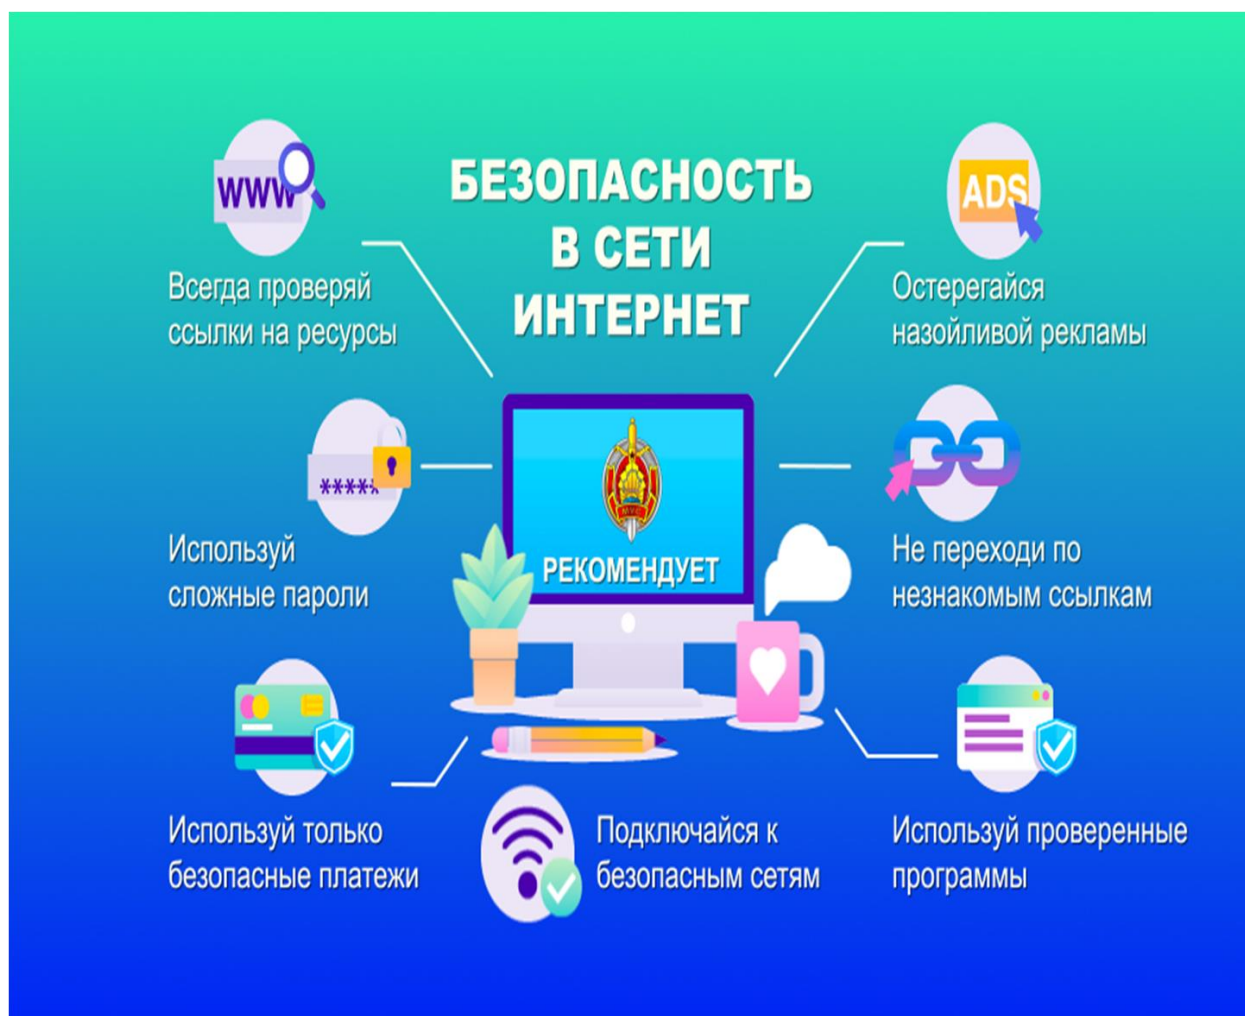 БЕЗОПАСНОСТЬ
В СЕТИ
ИНТЕРНЕТ
WWW
Всегда проверяй
ссылки на ресурсы
ADS
Остерегайся
назойливой рекламы
*****
Используй
сложные пароли
МУС
РЕКОМЕНДУЕТ
Не переходи по
незнакомым ссылкам
Используй только
безопасные платежи
Подключайся к
безопасным сетям
Используй проверенные
программы